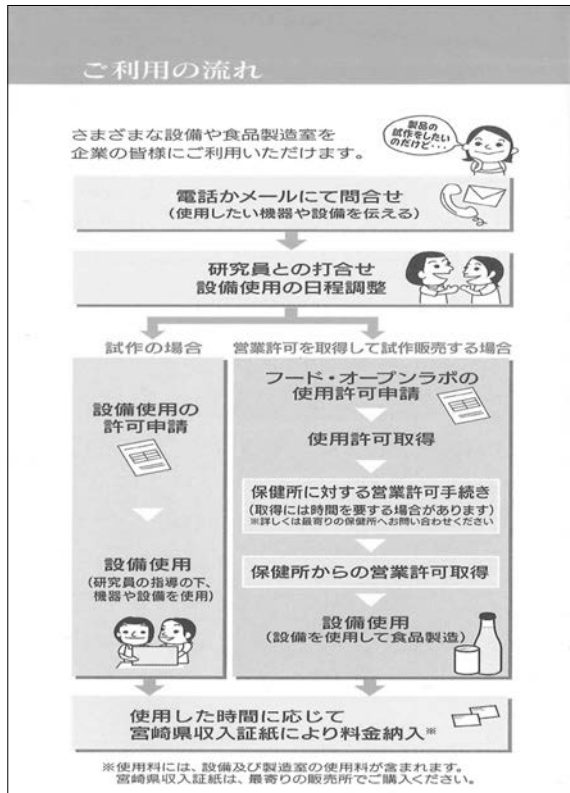 ご利用の流れ
さまざまな設備や食品製造室を
企業の皆様にご利用いただけます。
製品の
試作をしたい
のだけど・・・
電話かメールにて問合せ
(使用したい機器や設備を伝える)
研究員との打合せ
設備使用の日程調整
試作の場合
設備使用の
許可申請
設備使用
(研究員の指導の下、
機器や設備を使用)
営業許可を取得して試作販売する場合
フード・オープンラボの
使用許可申請
使用許可取得
保健所に対する営業許可手続き
(取得には時間を要する場合があります)
※詳しくは最寄りの保健所へお問い合わせください
保健所からの営業許可取得
設備使用
(設備を使用して食品製造)
使用した時間に応じて
宮崎県収入証紙により料金納入※
※使用料には、設備及び製造室の使用料が含まれます。
宮崎県収入証紙は、最寄りの販売所でご購入ください。